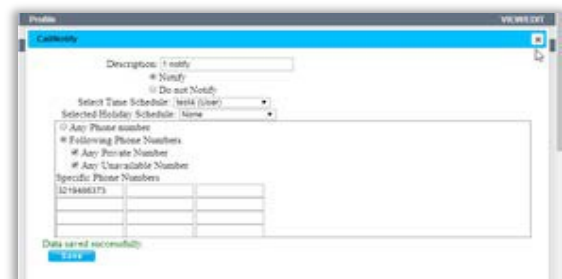 Profile VIEW/EDIT
CallNotify
Description: 1 notify
Notify
Do not Notify
Select Time Schedule: test4 (User)
Selected Holiday Schedule: None
Any Phone number
Following Phone Numbers
Any Private Number
Any Unavailable Number
Specific Phone Numbers
3219486373
Data saved successfully.
Save